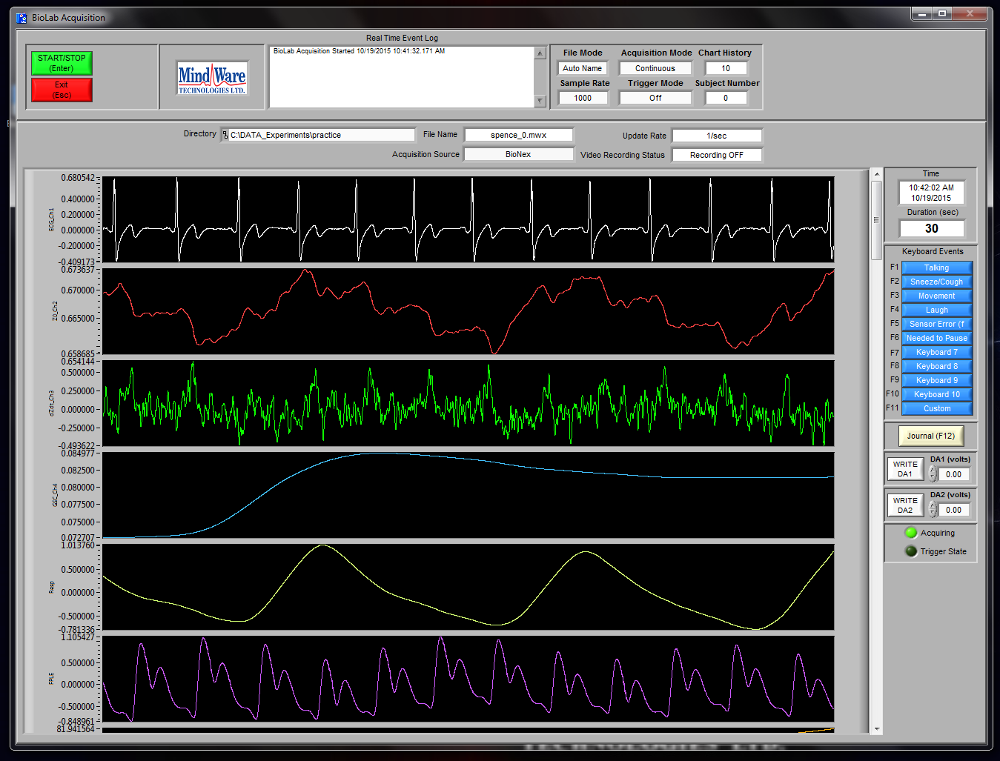 BioLab Acquisition
Real Time Event Log
START/STOP
(Enter)
Exit
(Esc)
MindWare
TECHNOLOGIES LTD.
BioLab Acquisition Started 10/19/2015 10:41:32.171 AM
File Mode Acquisition Mode Chart History
Auto Name Continuous 10
Sample Rate Trigger Mode Subject Number
1000 Off 0
Directory C:\DATA_Experiments\practice File Name spence_0.mwx Update Rate 1/sec
Acquisition Source BioNex Video Recording Status Recording OFF
0.680542
0.400000
0.200000
0.000000
-0.200000
-0.409173
ECG_Ch1
0.673637
0.670000
0.665000
0.658685
Z0_Ch2
0.654144
0.500000
0.250000
0.000000
-0.250000
-0.493622
dZdt_Ch3
0.084977
0.082500
0.080000
0.077500
0.075000
0.072707
GSC_Ch4
1.013760
0.500000
0.000000
-0.500000
-0.781336
Resp
1.105427
0.500000
0.000000
-0.500000
-0.848961
PPLE
81.941564
Time
10:42:02 AM
10/19/2015
Duration (sec)
30
Keyboard Events
F1 Talking
F2 Sneeze/Cough
F3 Movement
F4 Laugh
F5 Sensor Error (f
F6 Needed to Pause
F7 Keyboard 7
F8 Keyboard 8
F9 Keyboard 9
F10 Keyboard 10
F11 Custom
Journal (F12)
WRITE
DA1
DA1 (volts)
0.00
WRITE
DA2
DA2 (volts)
0.00
Acquiring
Trigger State